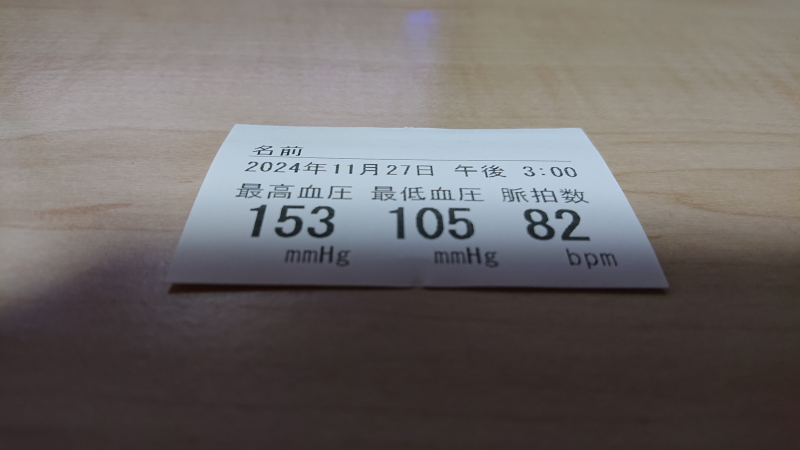 名前
2024年11月27日 午後 3:00
最高血圧 最低血圧 脈拍数
153 105 82
mmHg mmHg bpm